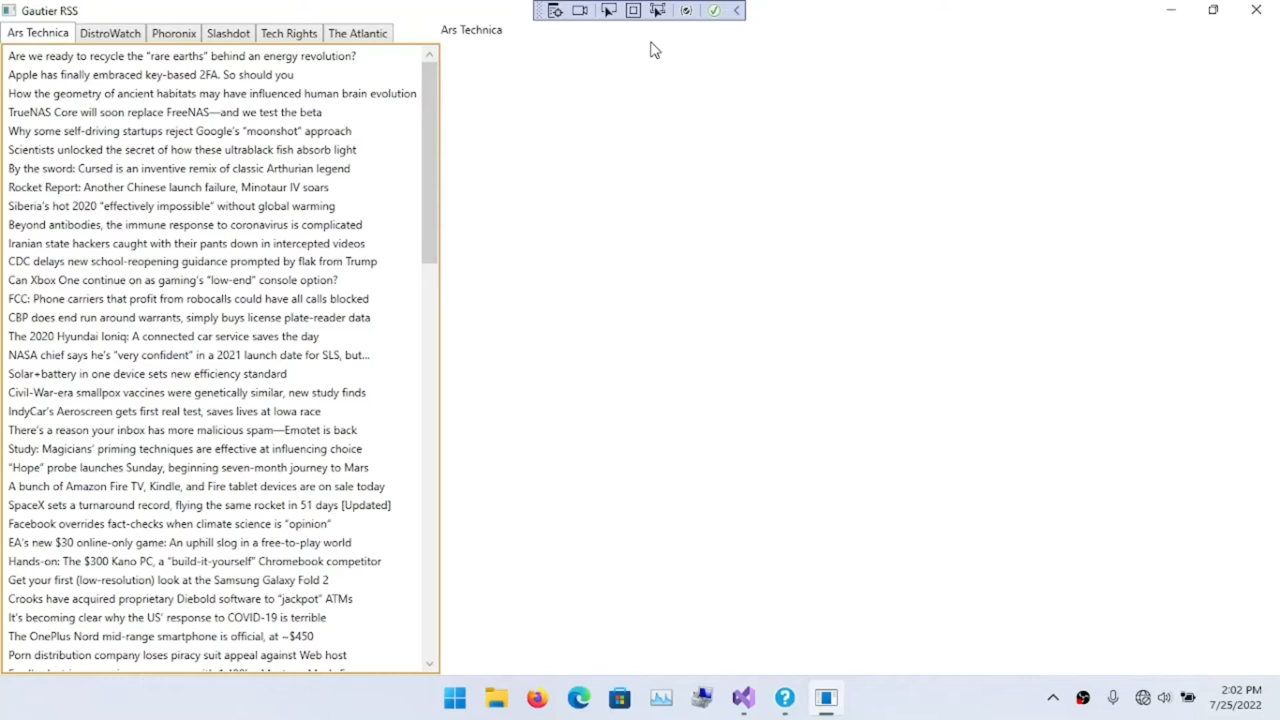 Gautier RSS
Ars Technica
DistroWatch
Phoronix
Slashdot
Tech Rights
The Atlantic
Ars Technica
Are we ready to recycle the “rare earths” behind an energy revolution?
Apple has finally embraced key-based 2FA. So should you
How the geometry of ancient habitats may have influenced human brain evolution
TrueNAS Core will soon replace FreeNAS—and we test the beta
Why some self-driving startups reject Google’s “moonshot” approach
Scientists unlocked the secret of how these ultrablack fish absorb light
By the sword: Cursed is an inventive remix of classic Arthurian legend
Rocket Report: Another Chinese launch failure, Minotaur IV soars
Siberia’s hot 2020 “effectively impossible” without global warming
Beyond antibodies, the immune response to coronavirus is complicated
Iranian state hackers caught with their pants down in intercepted videos
CDC delays new school-reopening guidance prompted by flak from Trump
Can Xbox One continue on as gaming’s “low-end” console option?
FCC: Phone carriers that profit from robocalls could have all calls blocked
CBP does end run around warrants, simply buys license plate-reader data
The 2020 Hyundai Ioniq: A connected car service saves the day
NASA chief says he’s “very confident” in a 2021 launch date for SLS, but...
Solar+battery in one device sets new efficiency standard
Civil-War-era smallpox vaccines were genetically similar, new study finds
IndyCar’s Aeroscreen gets first real test, saves lives at Iowa race
There’s a reason your inbox has more malicious spam—Emotet is back
Study: Magicians’ priming techniques are effective at influencing choice
“Hope” probe launches Sunday, beginning seven-month journey to Mars
A bunch of Amazon Fire TV, Kindle, and Fire tablet devices are on sale today
SpaceX sets a turnaround record, flying the same rocket in 51 days [Updated]
Facebook overrides fact-checks when climate science is “opinion”
EA’s new $30 online-only game: An uphill slog in a free-to-play world
Hands-on: The $300 Kano PC, a “build-it-yourself” Chromebook competitor
Get your first (low-resolution) look at the Samsung Galaxy Fold 2
Crooks have acquired proprietary Diebold software to “jackpot” ATMs
It’s becoming clear why the US’ response to COVID-19 is terrible
The OnePlus Nord mid-range smartphone is official, at ~$450
Porn distribution company loses piracy suit appeal against Web host
2:02 PM
7/25/2022